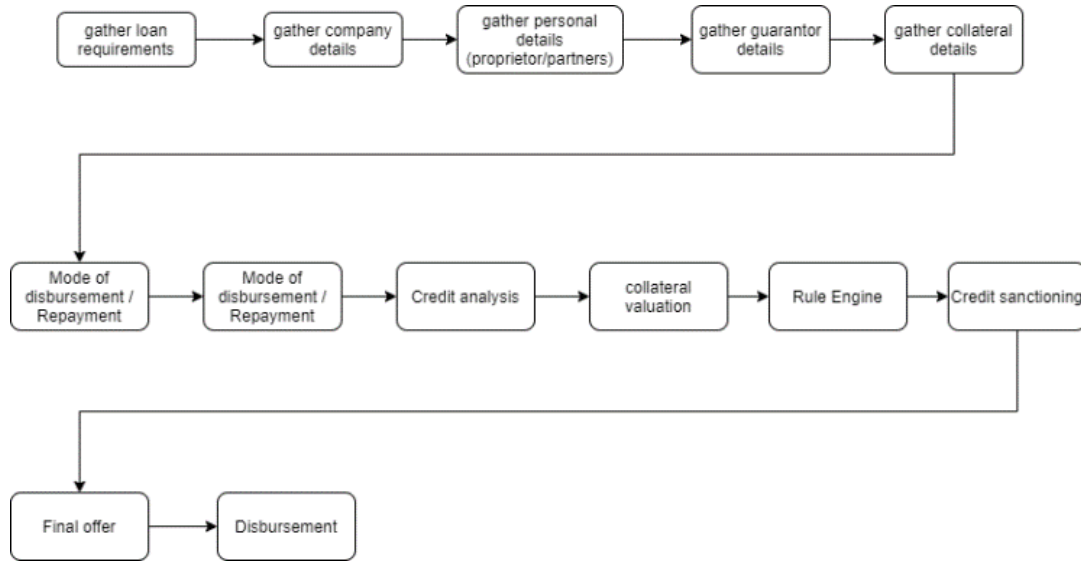 gather loan
requirements
gather company
details
gather personal
details
(proprietor/partners)
gather guarantor
details
gather collateral
details
Mode of
disbursement /
Repayment
Mode of
disbursement /
Repayment
Credit analysis
collateral
valuation
Rule Engine
Credit sanctioning
Final offer
Disbursement